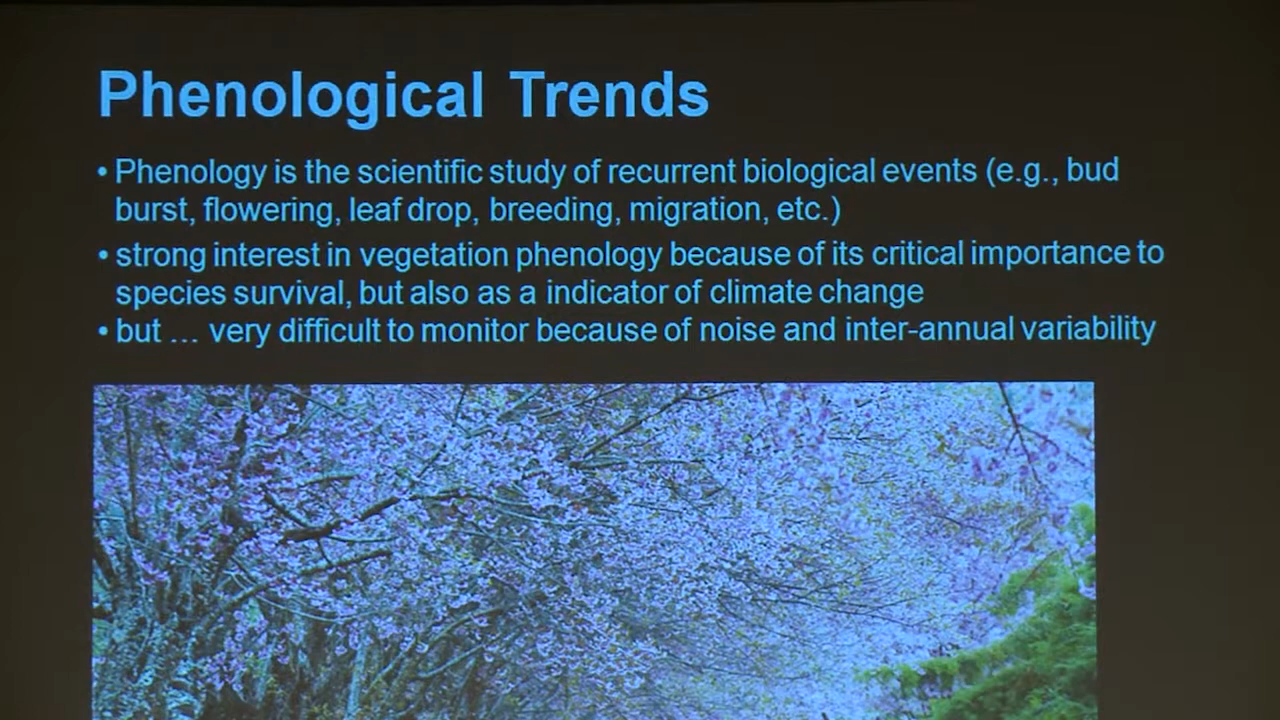 Phenological Trends
• Phenology is the scientific study of recurrent biological events (e.g., bud
burst, flowering, leaf drop, breeding, migration, etc.)
• strong interest in vegetation phenology because of its critical importance to
species survival, but also as a indicator of climate change
• but … very difficult to monitor because of noise and inter-annual variability